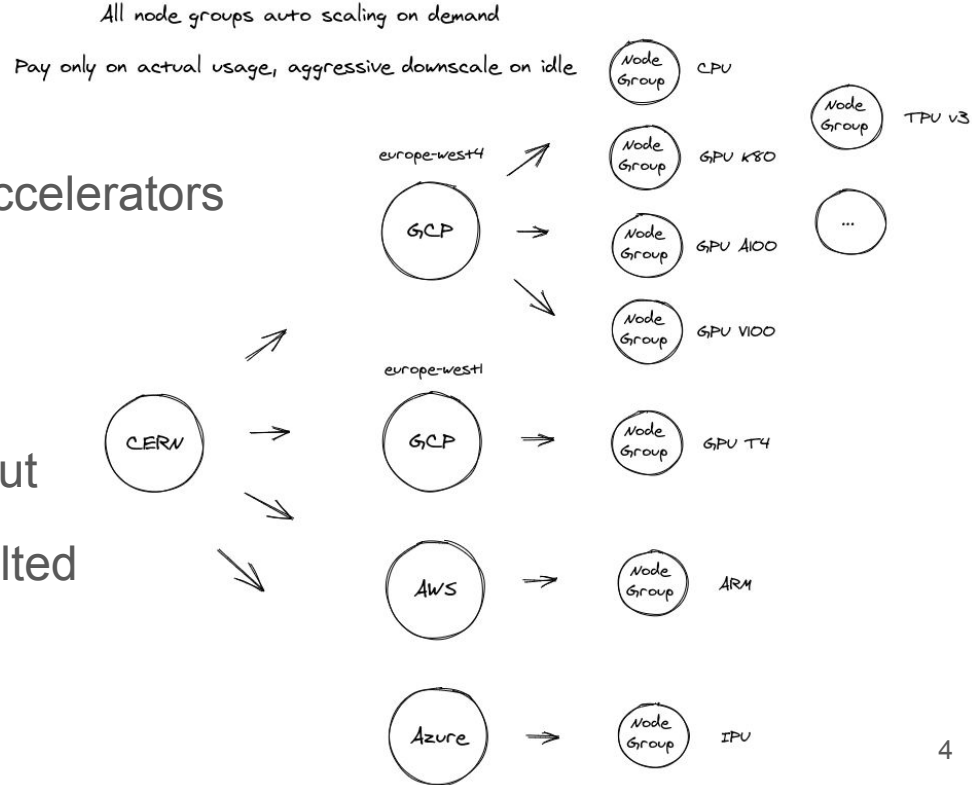 All node groups auto scaling on demand
Pay only on actual usage, aggressive downscale on idle
Node
Group
CPU
Node
Group
TPU v3
europe-west4
Node
Group
GPU K80
ccelerators
GCP
Node
Group
GPU A100
...
Node
Group
GPU V100
europe-west1
CERN
GCP
Node
Group
GPU T4
ut
lted
AWS
Node
Group
ARM
Azure
Node
Group
IPU
4